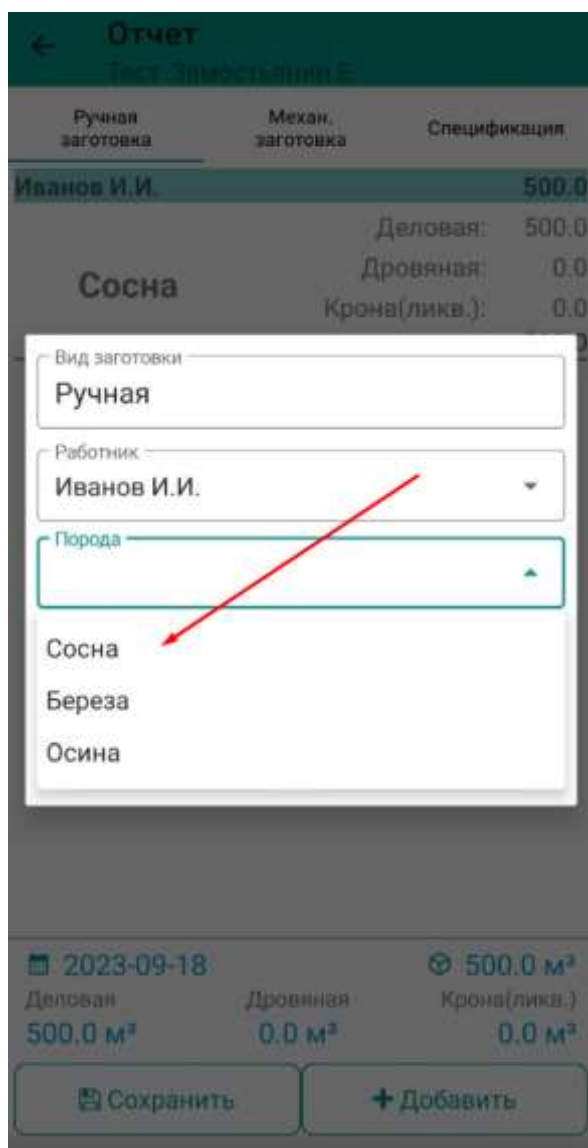 Отчет
Тест Замостьянин Е
Ручная
заготовка
Механ.
заготовка
Спецификация
Иванов И.И. 500.0
Деловая: 500.0
Сосна
Дровяная: 0.0
Крона(ликв.): 0.0
Вид заготовки
Ручная
Работник
Иванов И.И.
Порода
Сосна
Береза
Осина
2023-09-18 500.0 м³
Деловая Дровяная Крона(ликв.)
500.0 м³ 0.0 м³ 0.0 м³
Сохранить + Добавить